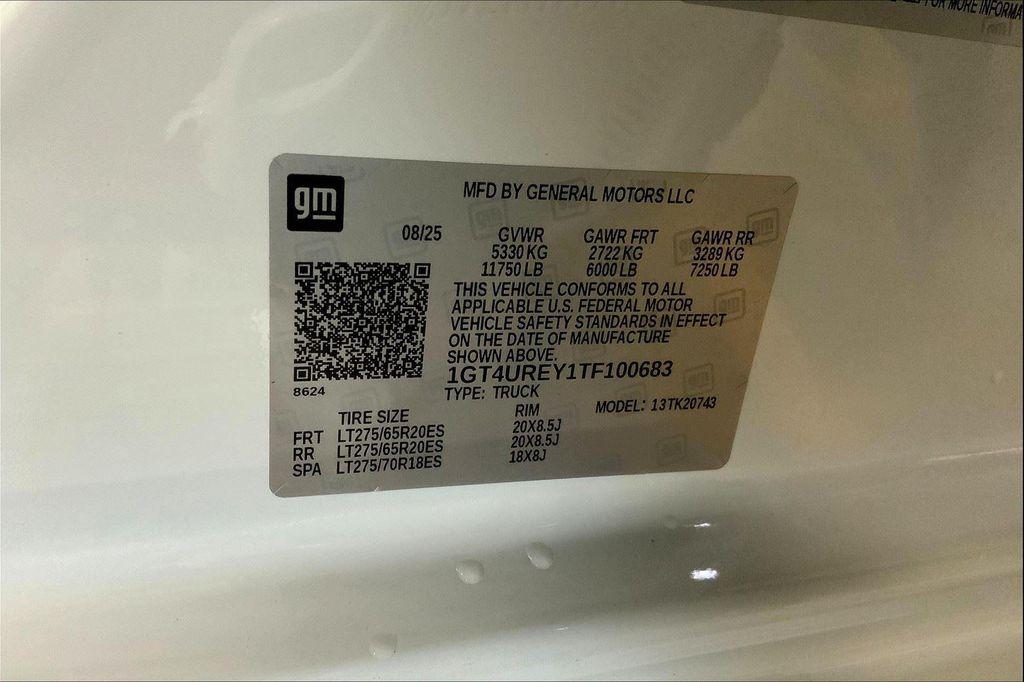 FOR MORE INFORMA
gm
MFD BY GENERAL MOTORS LLC
08/25
GVWR GAWR FRT GAWR RR
5330 KG 2722 KG 3289 KG
11750 LB 6000 LB 7250 LB
THIS VEHICLE CONFORMS TO ALL
APPLICABLE U.S. FEDERAL MOTOR
VEHICLE SAFETY STANDARDS IN EFFECT
ON THE DATE OF MANUFACTURE
SHOWN ABOVE.
1GT4UREY1TF100683
8624
TYPE: TRUCK
MODEL: 13TK20743
TIRE SIZE RIM
FRT LT275/65R20ES 20X8.5J
RR LT275/65R20ES 20X8.5J
SPA LT275/70R18ES 18X8J